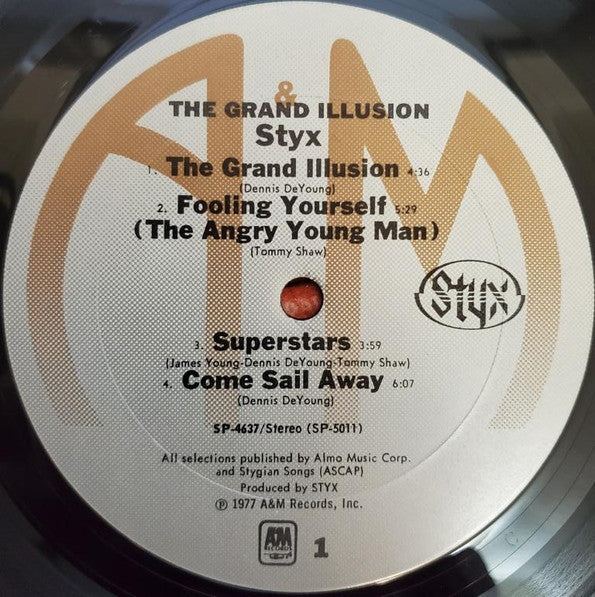 A&M
THE GRAND ILLUSION
Styx
1. The Grand Illusion 4:36
(Dennis DeYoung)
2. Fooling Yourself 5:29
(The Angry Young Man)
(Tommy Shaw)
Styx
3. Superstars 3:59
(James Young-Dennis DeYoung-Tommy Shaw)
4. Come Sail Away 6:07
(Dennis DeYoung)
SP-4637/Stereo (SP-5011)
All selections published by Almo Music Corp.
and Stygian Songs (ASCAP)
Produced by STYX
℗ 1977 A&M Records, Inc.
A&M
RECORDS
1